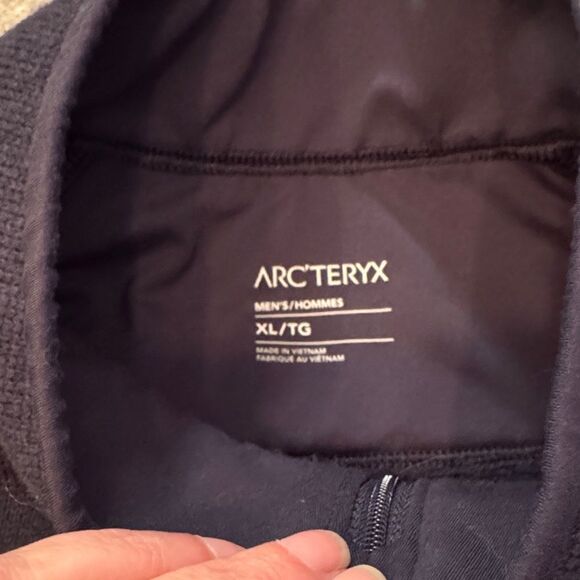 ARC'TERYX
MEN'S/HOMMES
XL/TG
MADE IN VIETNAM
FABRIQUÉ AU VIÊTNAM